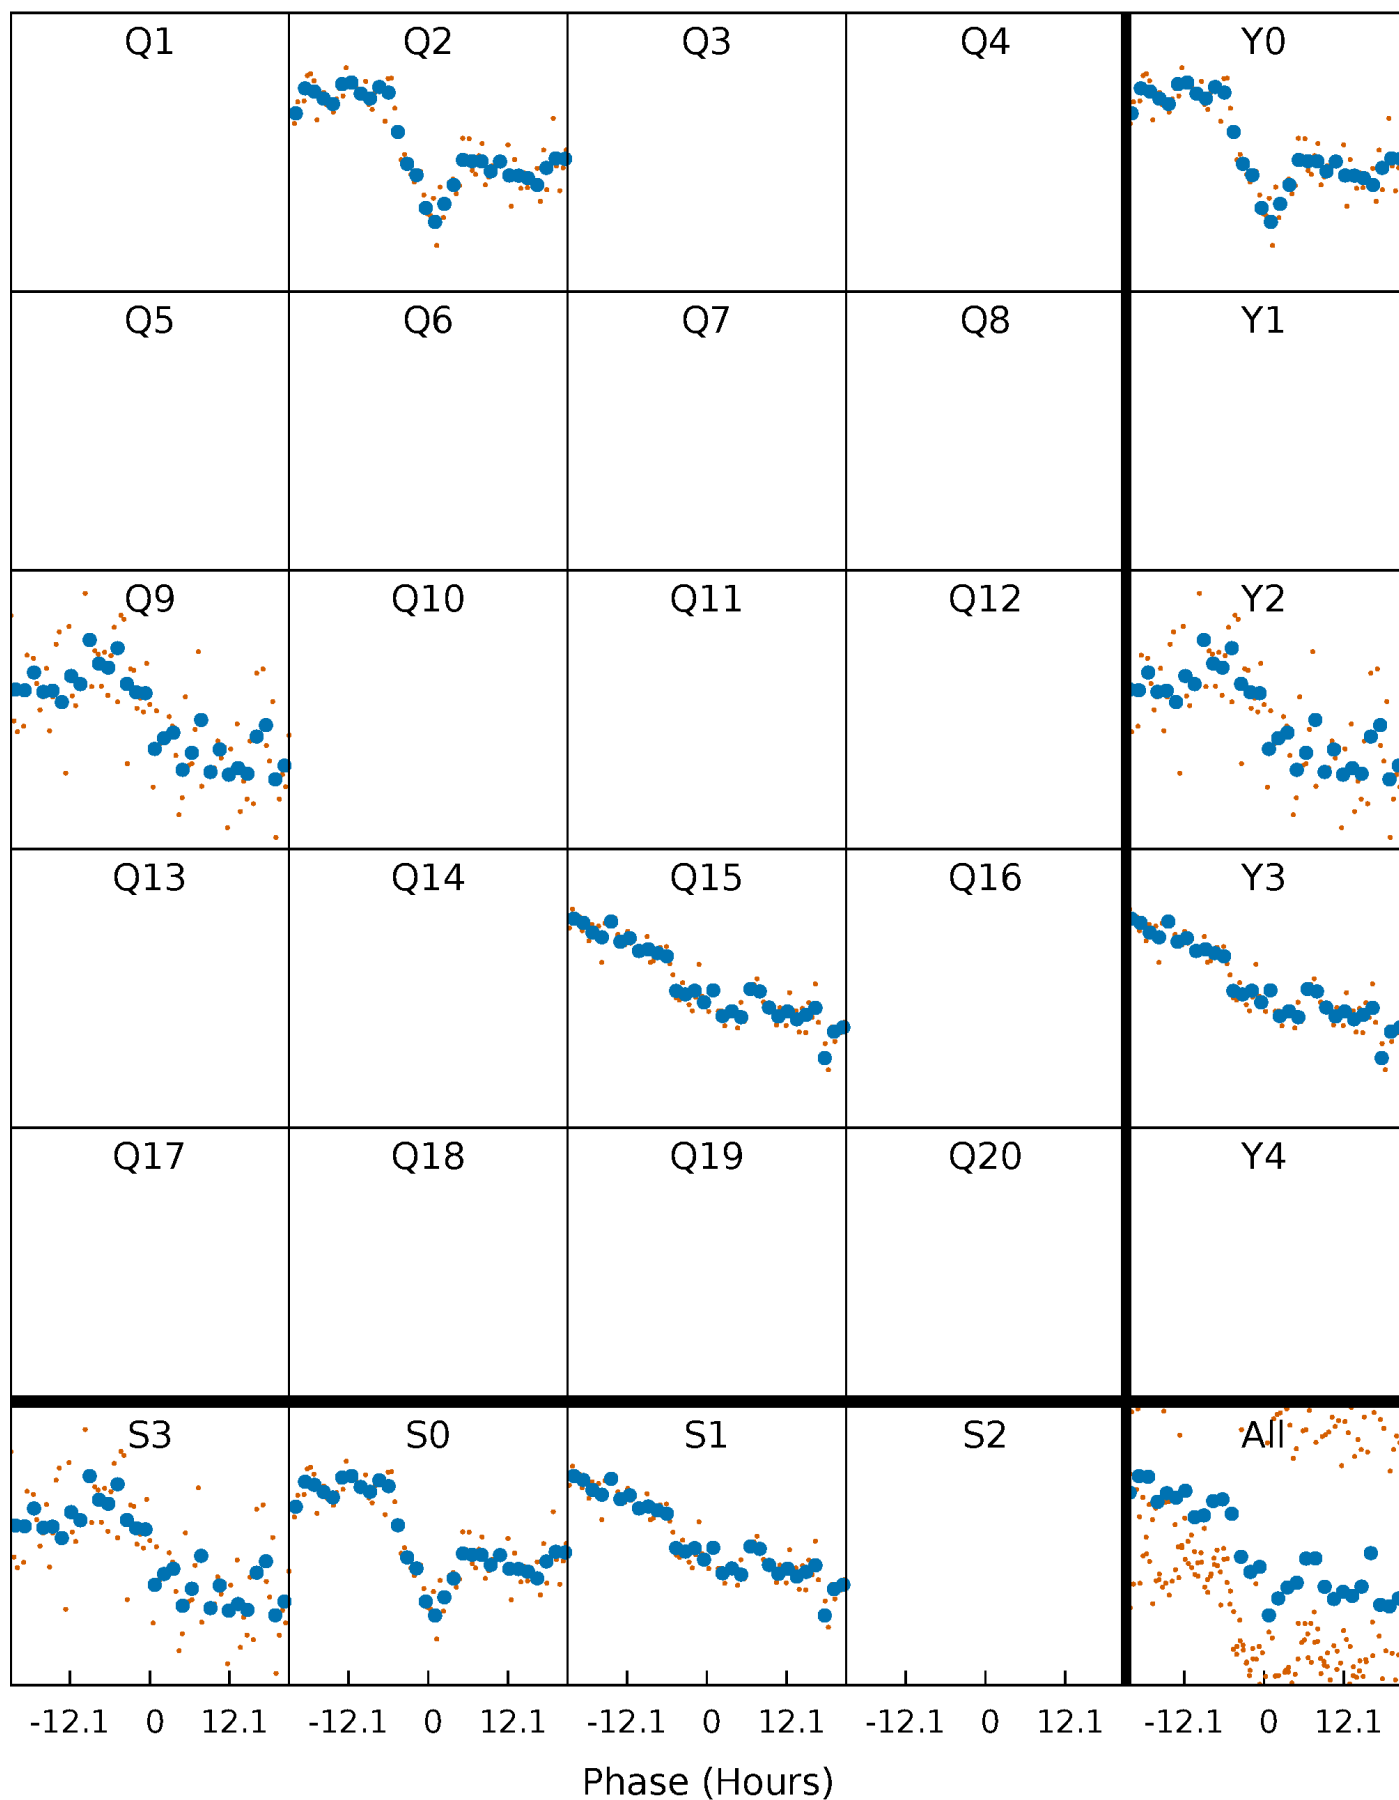 Q1 Q2 Q3 Q4 Y0
Q5 Q6 Q7 Q8 Y1
Q9 Q10 Q11 Q12 Y2
Q13 Q14 Q15 Q16 Y3
Q17 Q18 Q19 Q20 Y4
S3 S0 S1 S2 All
-12.1 0 12.1 -12.1 0 12.1 -12.1 0 12.1 -12.1 0 12.1 -12.1 0 12.1
Phase (Hours)